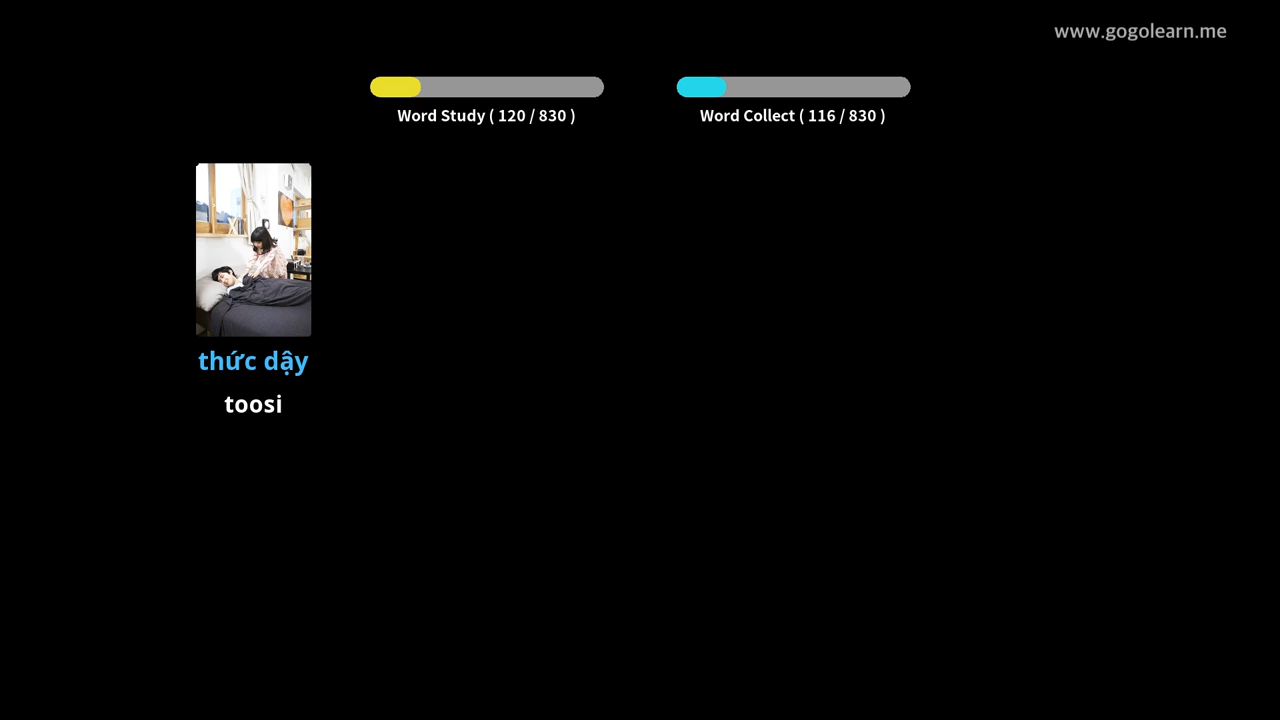 www.gogolearn.me
Word Study ( 120 / 830 )
Word Collect ( 116 / 830 )
thức dậy
toosi